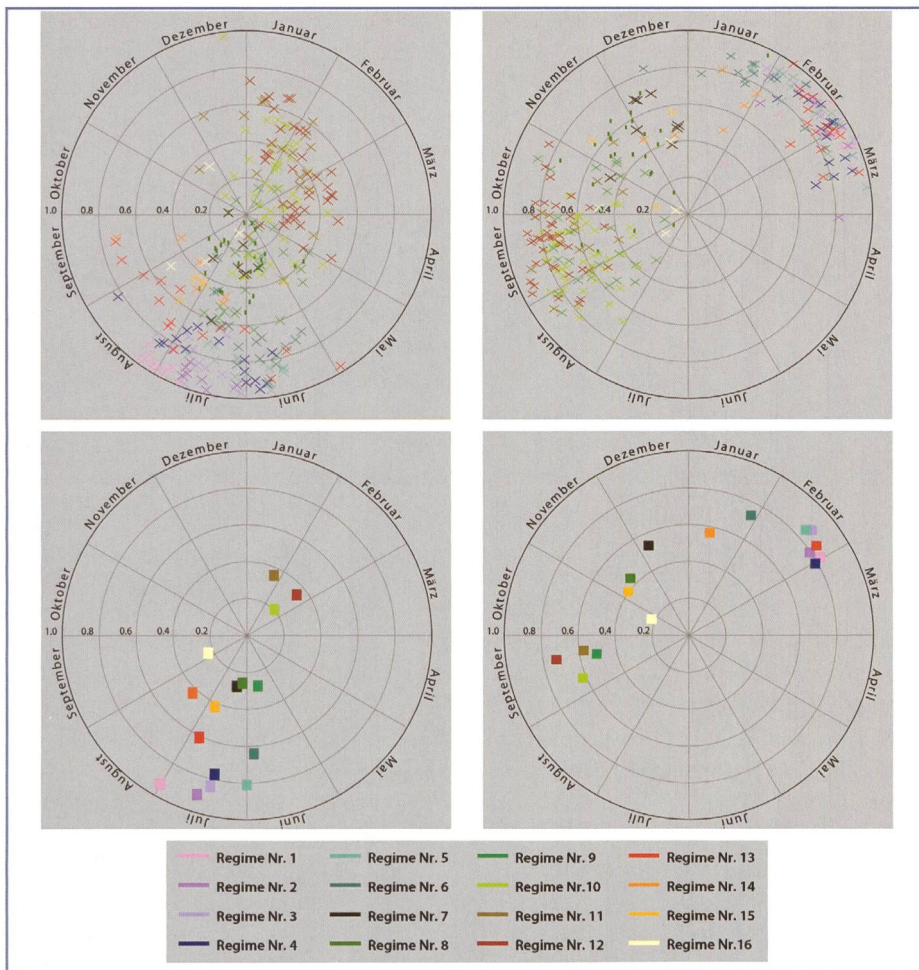 Dezember Januar
November Februar
Oktober März
1.0 0.8 0.6 0.4 0.2
September April
August Mai
Juli Juni
Dezember Januar
November Februar
Oktober März
1.0 0.8 0.6 0.4 0.2
September April
August Mai
Juli Juni
Dezember Januar
November Februar
Oktober März
1.0 0.8 0.6 0.4 0.2
September April
August Mai
Juli Juni
Dezember Januar
November Februar
Oktober März
1.0 0.8 0.6 0.4 0.2
September April
August Mai
Juli Juni
Regime Nr. 1 Regime Nr. 5 Regime Nr. 9 Regime Nr. 13
Regime Nr. 2 Regime Nr. 6 Regime Nr.10 Regime Nr. 14
Regime Nr. 3 Regime Nr. 7 Regime Nr. 11 Regime Nr. 15
Regime Nr. 4 Regime Nr. 8 Regime Nr. 12 Regime Nr.16